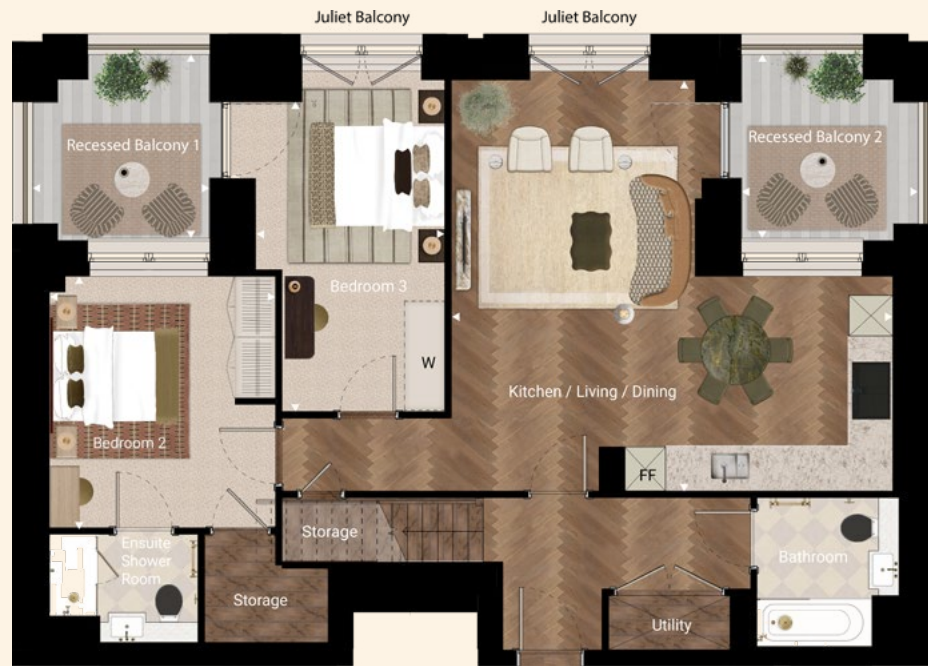 Juliet Balcony
Juliet Balcony
Recessed Balcony 1
Recessed Balcony 2
Bedroom 3
W
Kitchen / Living / Dining
Bedroom 2
FF
Storage
Ensuite
Shower
Room
Bathroom
Storage
Utility